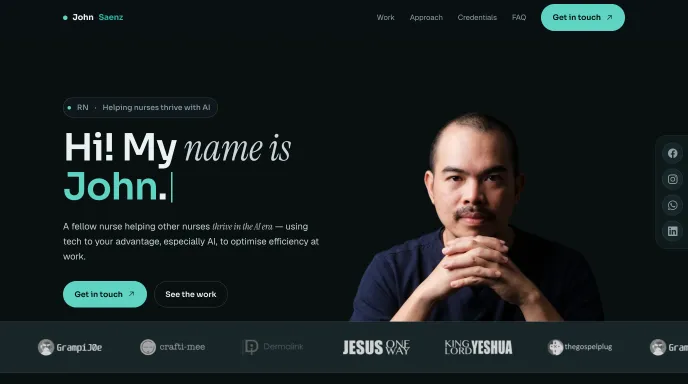 John Saenz
Work Approach Credentials FAQ Get in touch
RN · Helping nurses thrive with AI
Hi! My name is
John.
A fellow nurse helping other nurses thrive in the AI era — using
tech to your advantage, especially AI, to optimise efficiency at
work.
Get in touch See the work
GrampiJ0e
crafti-mee
Dermalink
JESUS ONE WAY
KING LORD YESHUA
thegospelplug
Gram